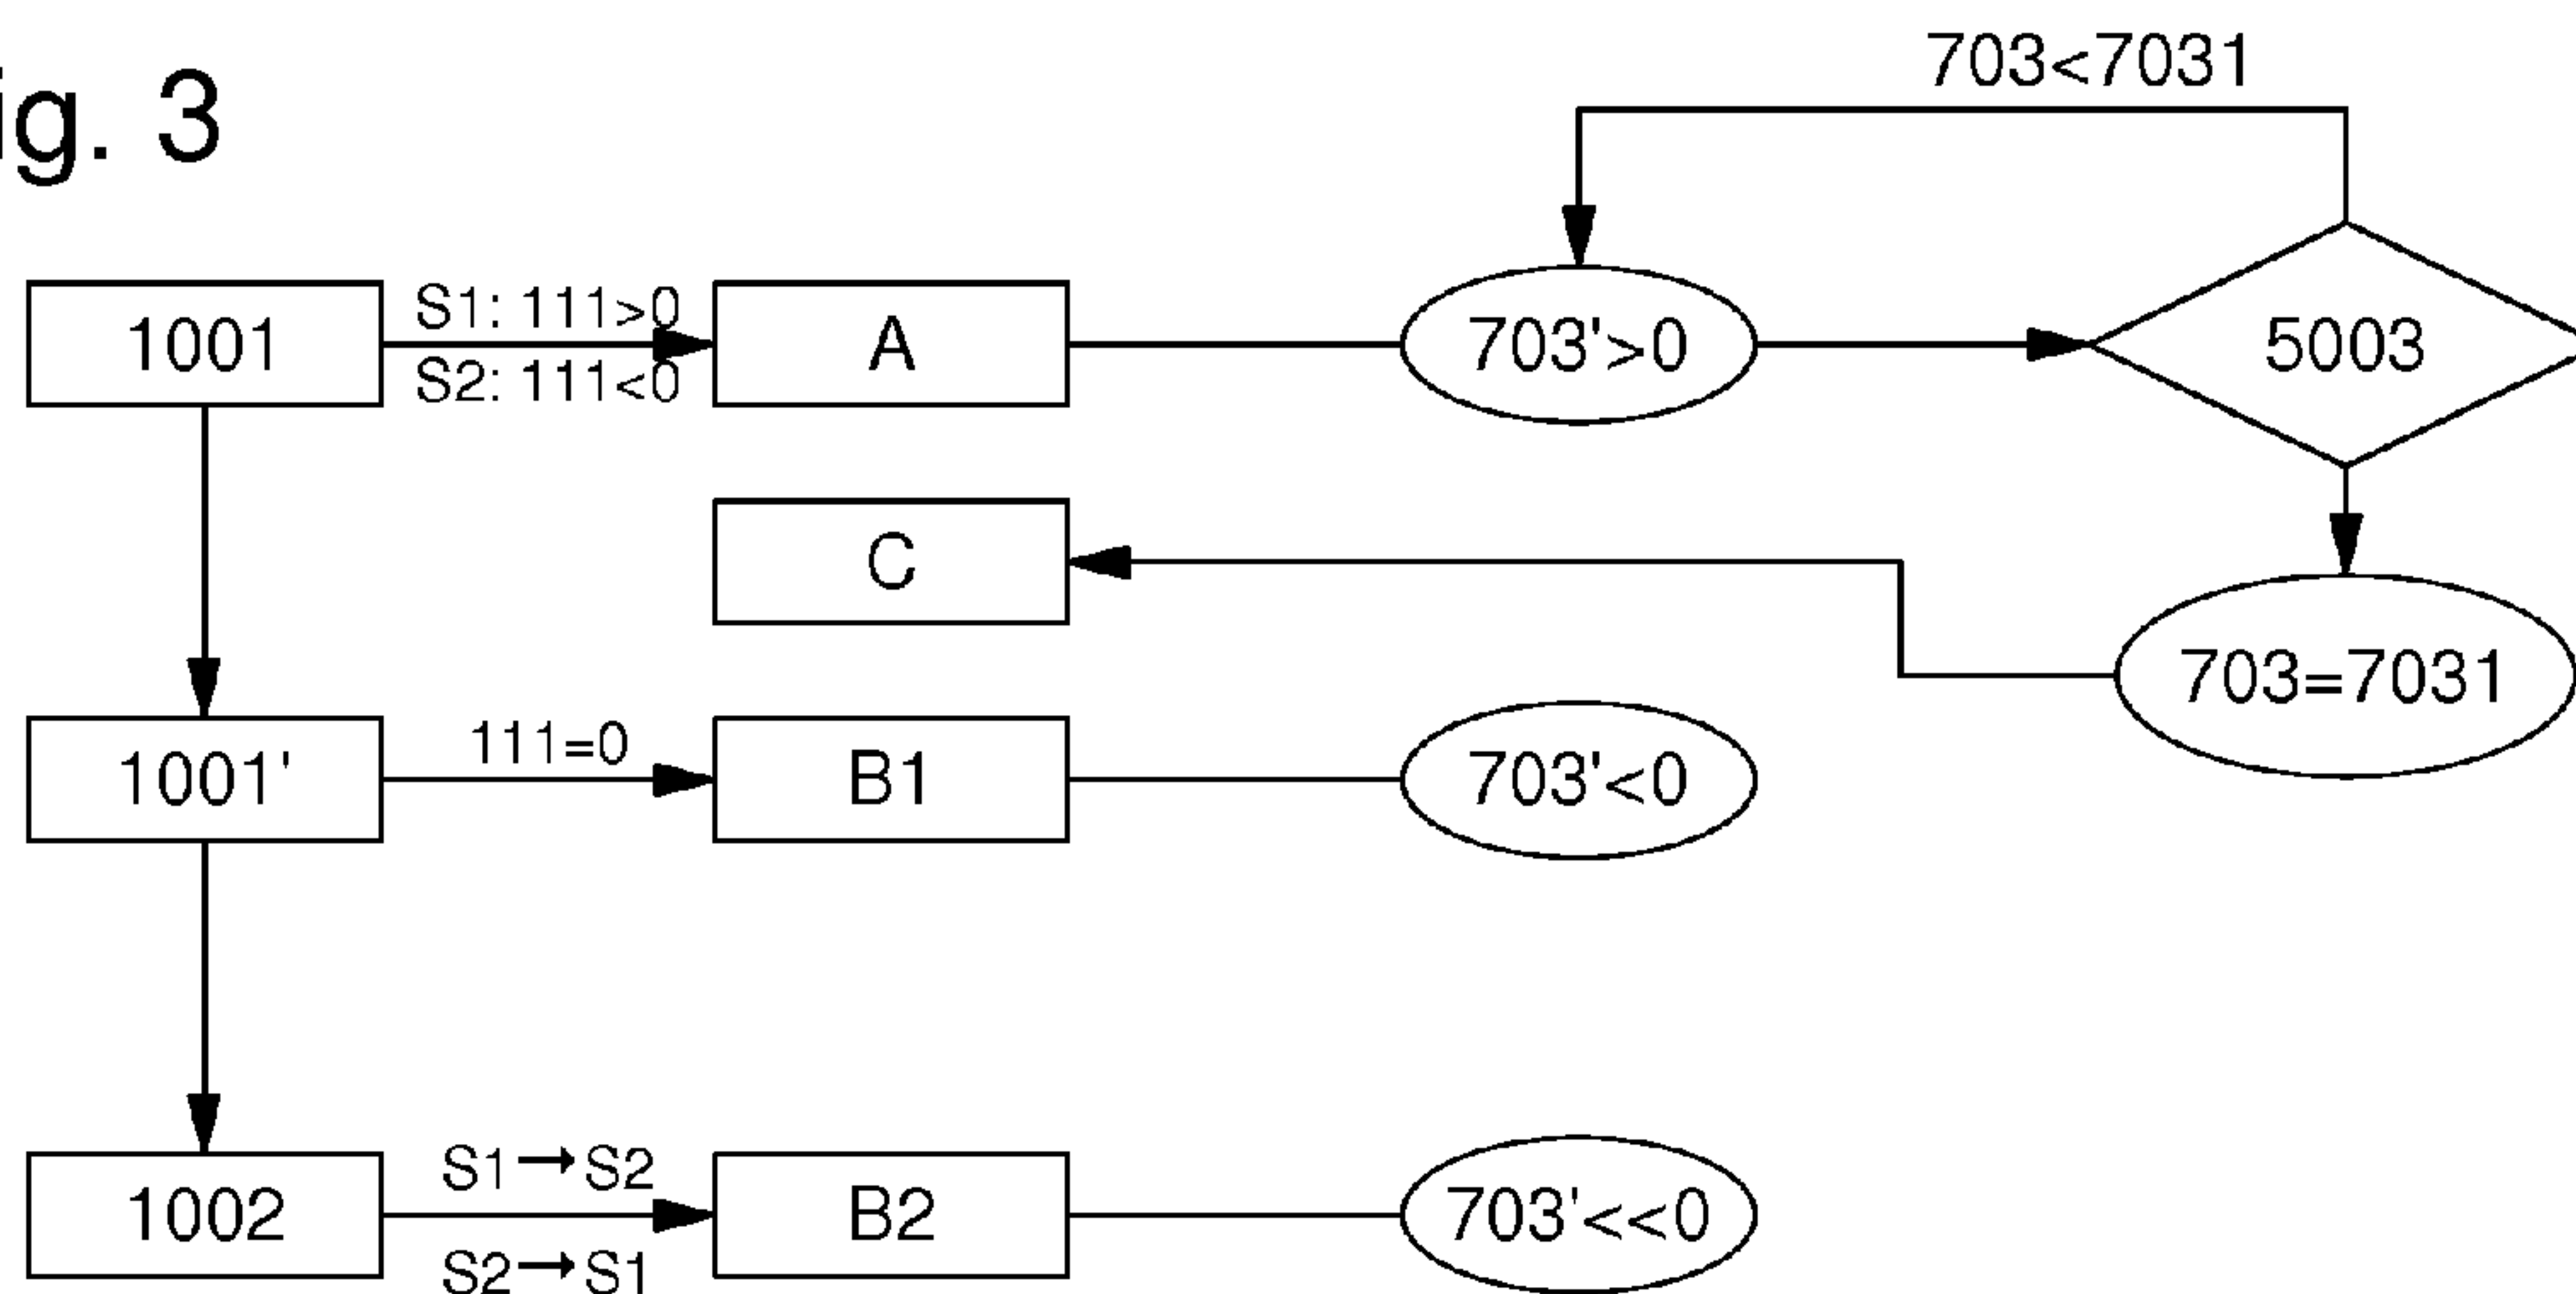 ig. 3
703<7031
1001
S1: 111>0
S2: 111<0
A
703'>0
5003
C
703=7031
1001'
111=0
B1
703'<0
1002
S1→S2
S2→S1
B2
703'<<0